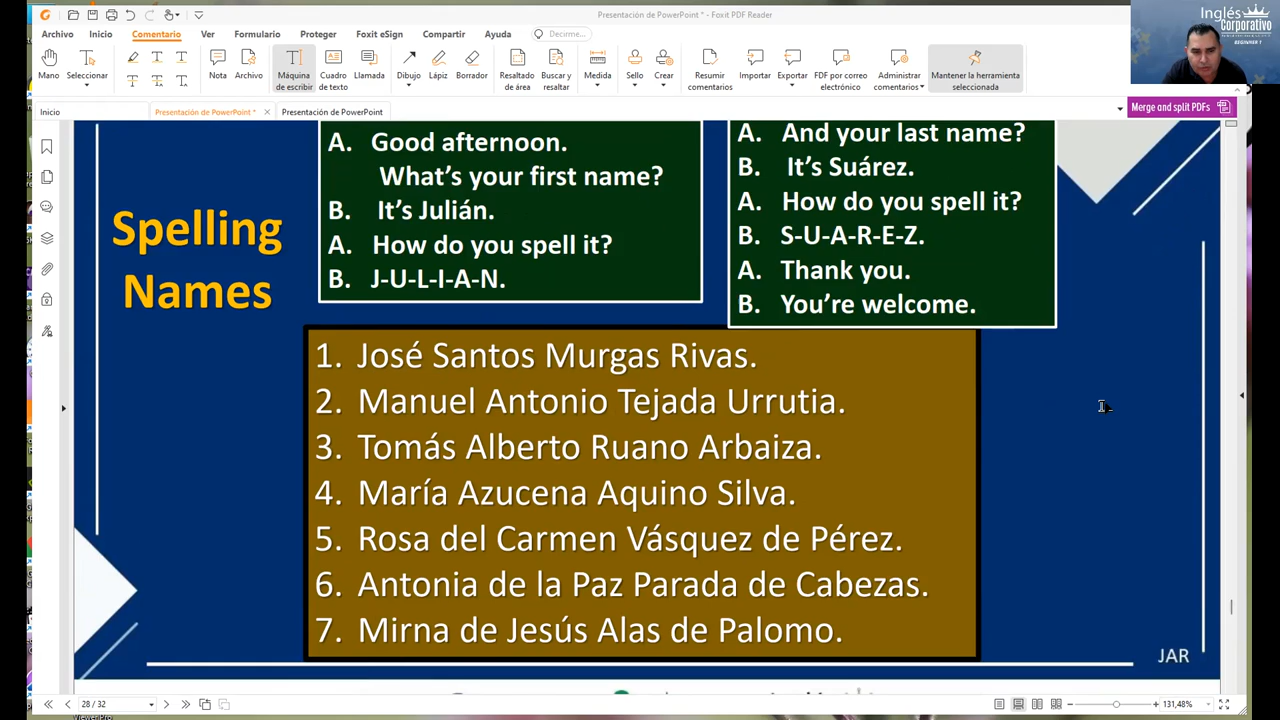 Presentación de PowerPoint * - Foxit PDF Reader
Archivo Inicio Comentario Ver Formulario Proteger Foxit eSign Compartir Ayuda Decirme...
Mano
Seleccionar
Nota
Archivo
Máquina de escribir
Cuadro de texto
Llamada
Dibujo
Lápiz
Borrador
Resaltado de área
Buscar y resaltar
Medida
Sello
Crear
Resumir comentarios
Importar
Exportar
FDF por correo electrónico
Administrar comentarios
Mantener la herramienta seleccionada
Inglés
Corporativo
BEGINNER 1
Inicio
Presentación de PowerPoint *
Presentación de PowerPoint
Merge and split PDFs
Spelling
Names
A. Good afternoon.
What's your first name?
B. It's Julián.
A. How do you spell it?
B. J-U-L-I-A-N.
A. And your last name?
B. It's Suárez.
A. How do you spell it?
B. S-U-A-R-E-Z.
A. Thank you.
B. You're welcome.
1. José Santos Murgas Rivas.
2. Manuel Antonio Tejada Urrutia.
3. Tomás Alberto Ruano Arbaiza.
4. María Azucena Aquino Silva.
5. Rosa del Carmen Vásquez de Pérez.
6. Antonia de la Paz Parada de Cabezas.
7. Mirna de Jesús Alas de Palomo.
JAR
28 / 32
131,48%